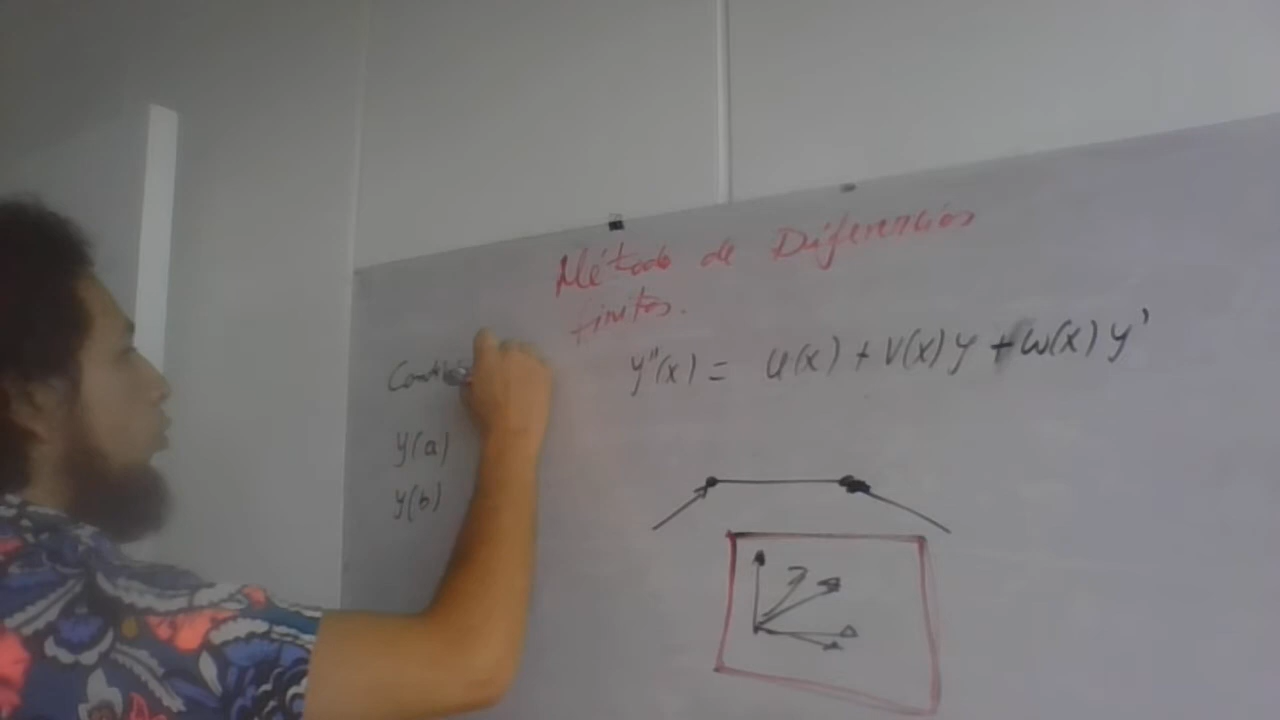 Método de Diferencias
finitas.
y''(x) = u(x) + v(x)y + w(x)y'
y(a)
y(b)